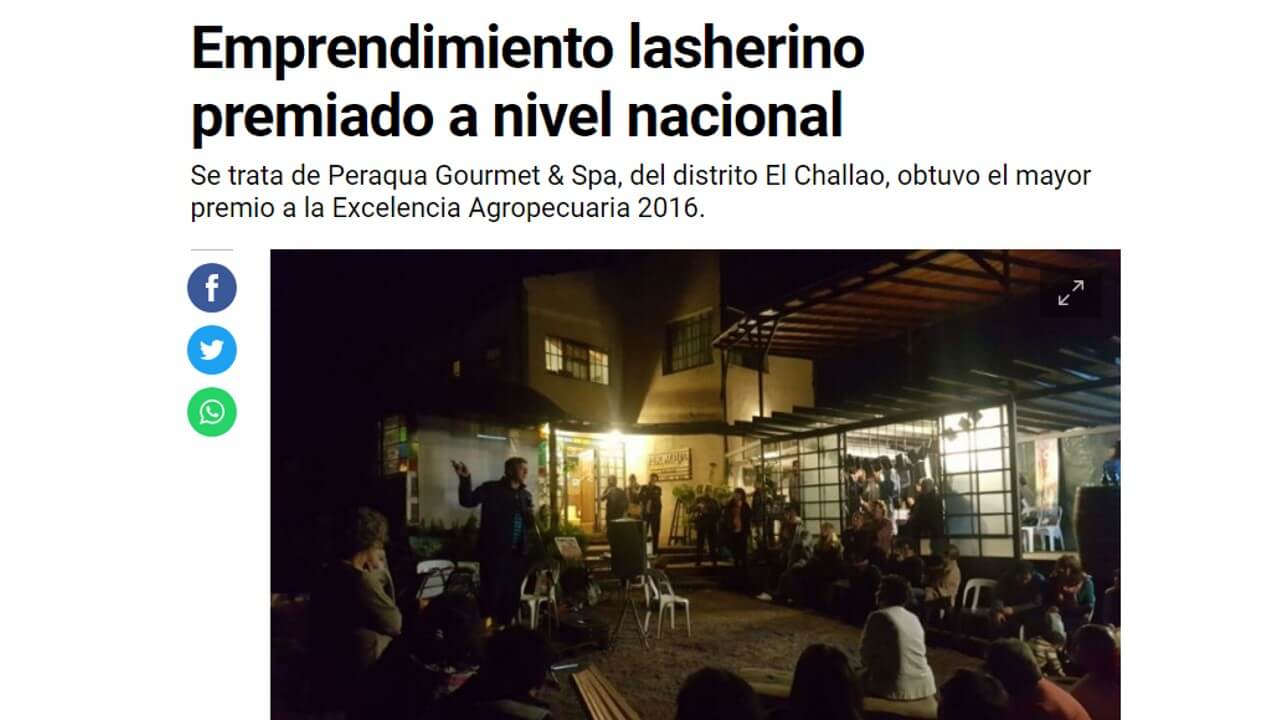 Emprendimiento lasherino
premiado a nivel nacional
Se trata de Peraqua Gourmet & Spa, del distrito El Challao, obtuvo el mayor
premio a la Excelencia Agropecuaria 2016.